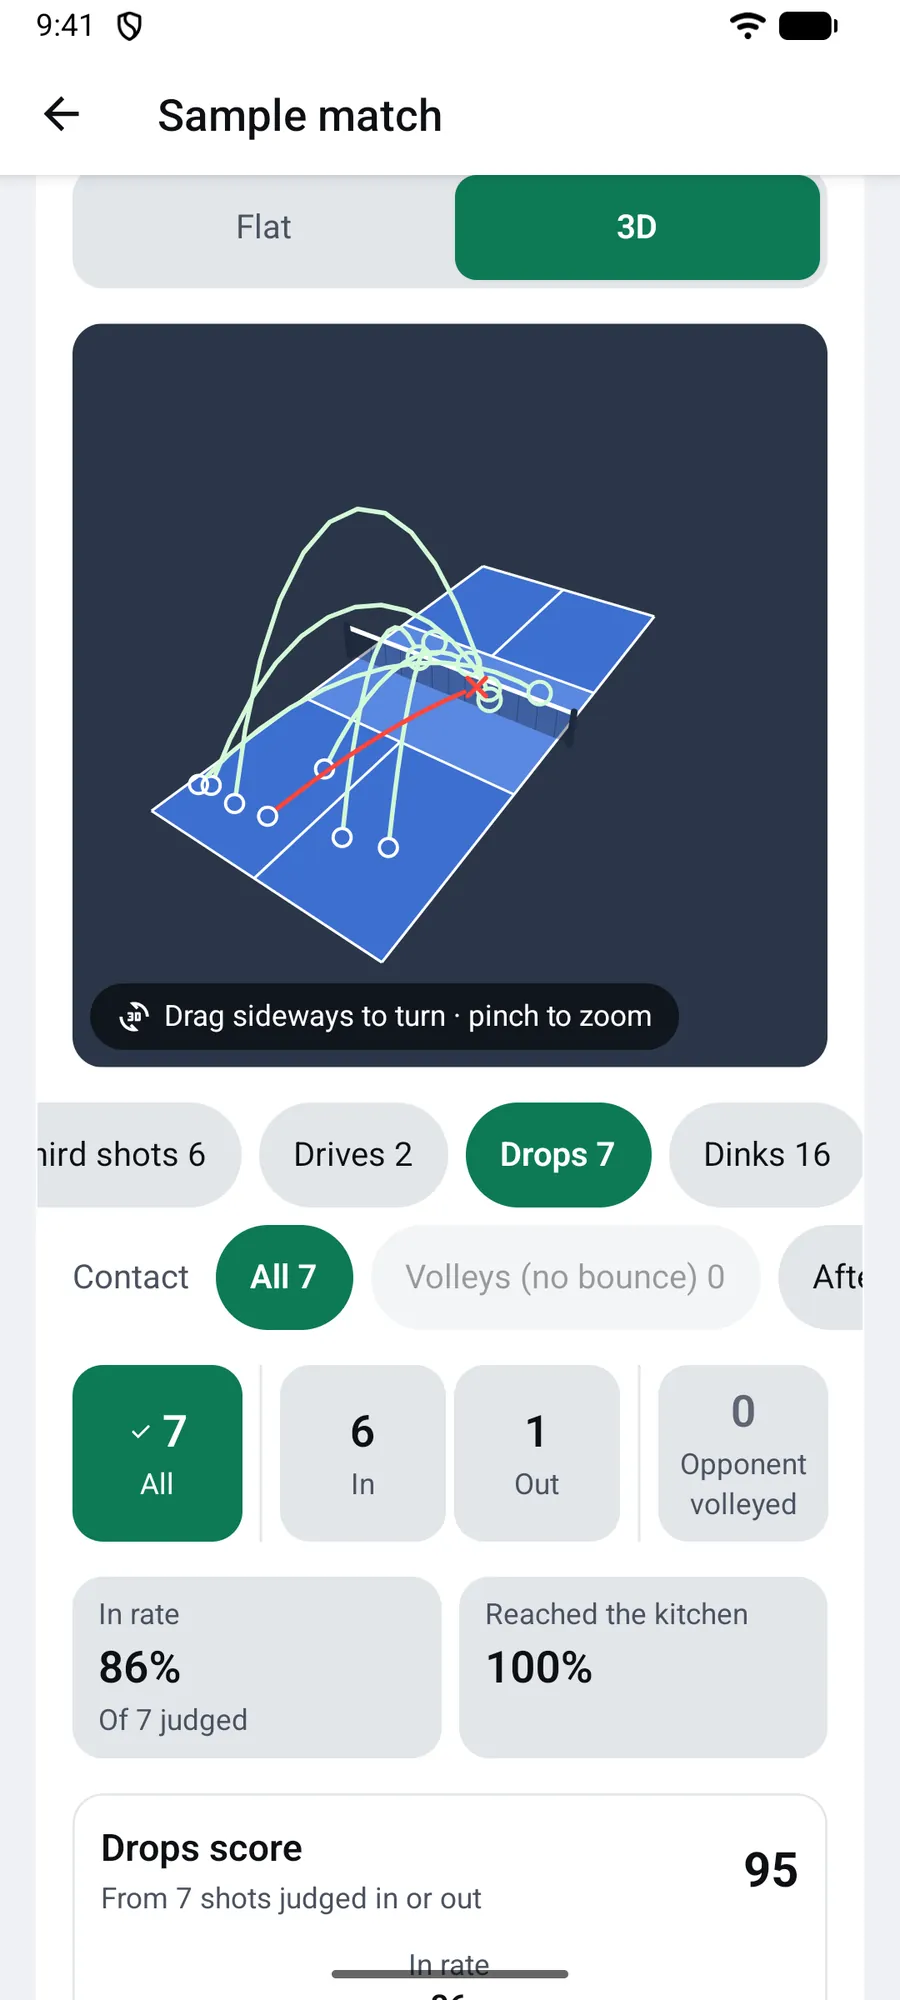 9:41
Sample match
Flat
3D
3D
Drag sideways to turn · pinch to zoom
hird shots 6
Drives 2
Drops 7
Dinks 16
Contact
All 7
Volleys (no bounce) 0
Afte
7
All
6
In
1
Out
0
Opponent
volleyed
In rate
86%
Of 7 judged
Reached the kitchen
100%
Drops score
From 7 shots judged in or out
95
In rate